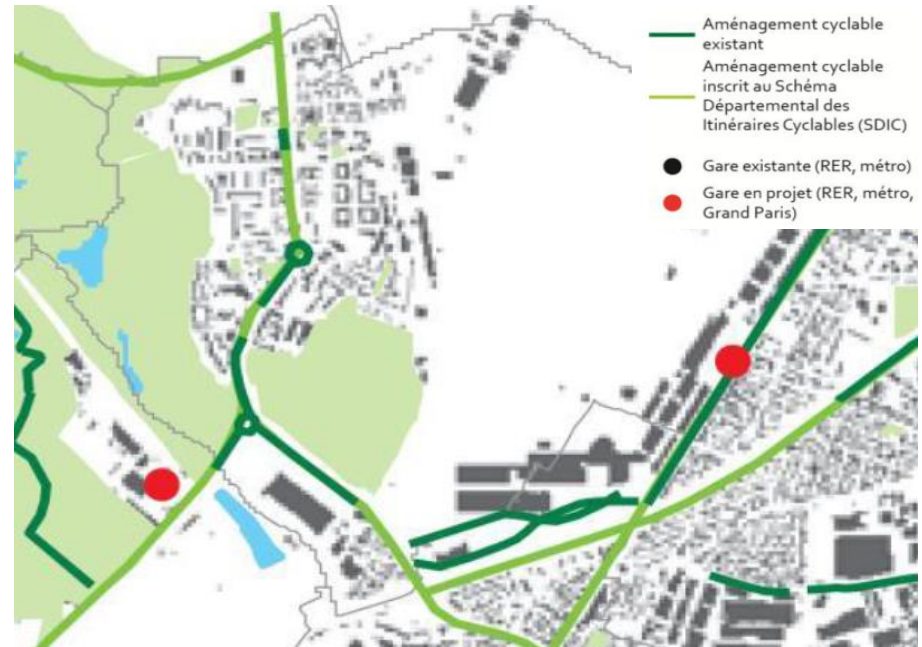 Aménagement cyclable
existant
Aménagement cyclable
inscrit au Schéma
Départemental des
Itinéraires Cyclables (SDIC)
Gare existante (RER, métro)
Gare en projet (RER, métro,
Grand Paris)